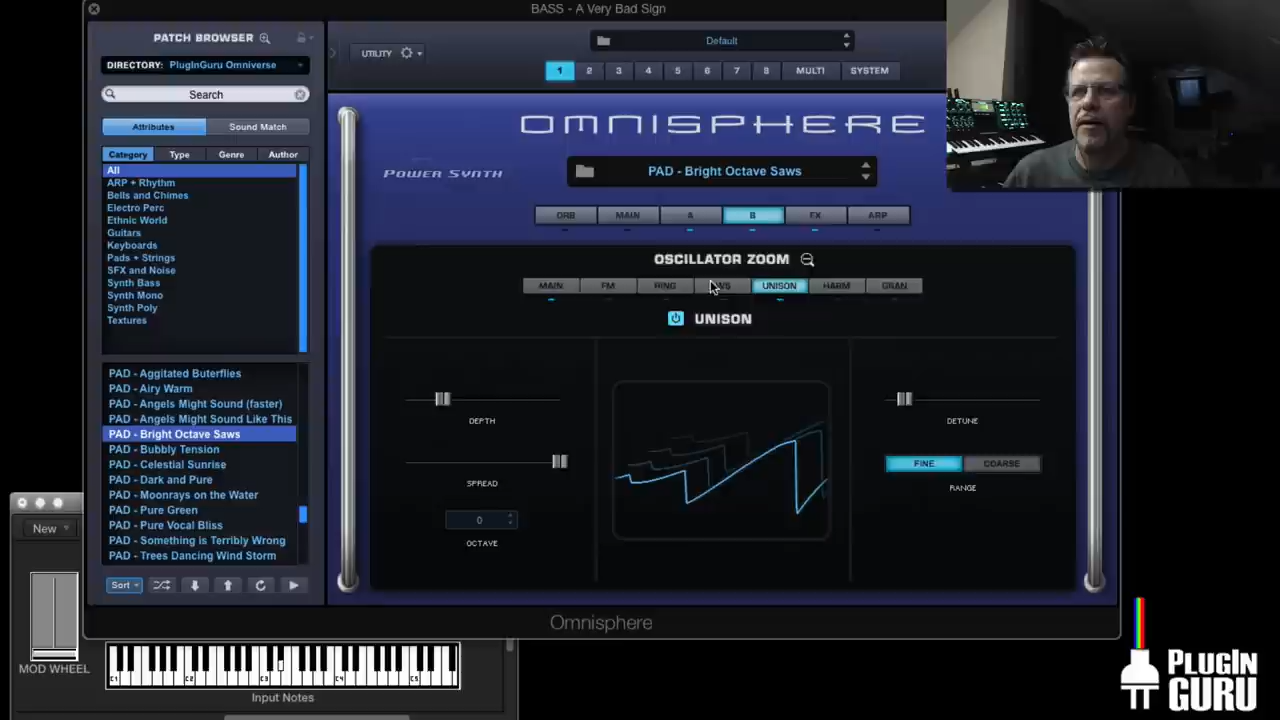 BASS - A Very Bad Sign
PATCH BROWSER
DIRECTORY: PlugInGuru Omniverse
Search
Attributes Sound Match
Category Type Genre Author
All
ARP + Rhythm
Bells and Chimes
Electro Perc
Ethnic World
Guitars
Keyboards
Pads + Strings
SFX and Noise
Synth Bass
Synth Mono
Synth Poly
Textures
PAD - Aggitated Buterflies
PAD - Airy Warm
PAD - Angels Might Sound (faster)
PAD - Angels Might Sound Like This
PAD - Bright Octave Saws
PAD - Bubbly Tension
PAD - Celestial Sunrise
PAD - Dark and Pure
PAD - Moonrays on the Water
PAD - Pure Green
PAD - Pure Vocal Bliss
PAD - Something is Terribly Wrong
PAD - Trees Dancing Wind Storm
Sort
UTILITY
Default
1 2 3 4 5 6 7 8 MULTI SYSTEM
OMNISPHERE
POWER SYNTH
PAD - Bright Octave Saws
ORB MAIN A B FX ARP
OSCILLATOR ZOOM
MAIN FM RING UNISON HARM GRAN
UNISON
DEPTH
SPREAD
0
OCTAVE
DETUNE
FINE COARSE
RANGE
Omnisphere
New
MOD WHEEL
C1 C2 C3 C4 C5
Input Notes
PLUGIN
GURU